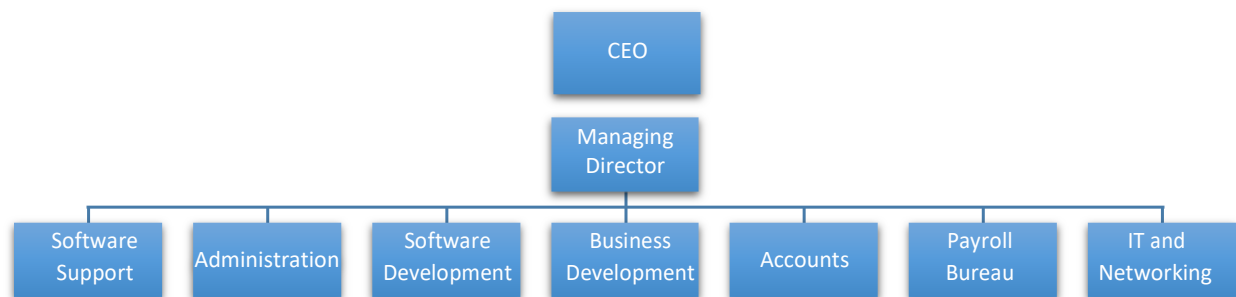 CEO
Managing
Director
Software
Support
Administration
Software
Development
Business
Development
Accounts
Payroll
Bureau
IT and
Networking